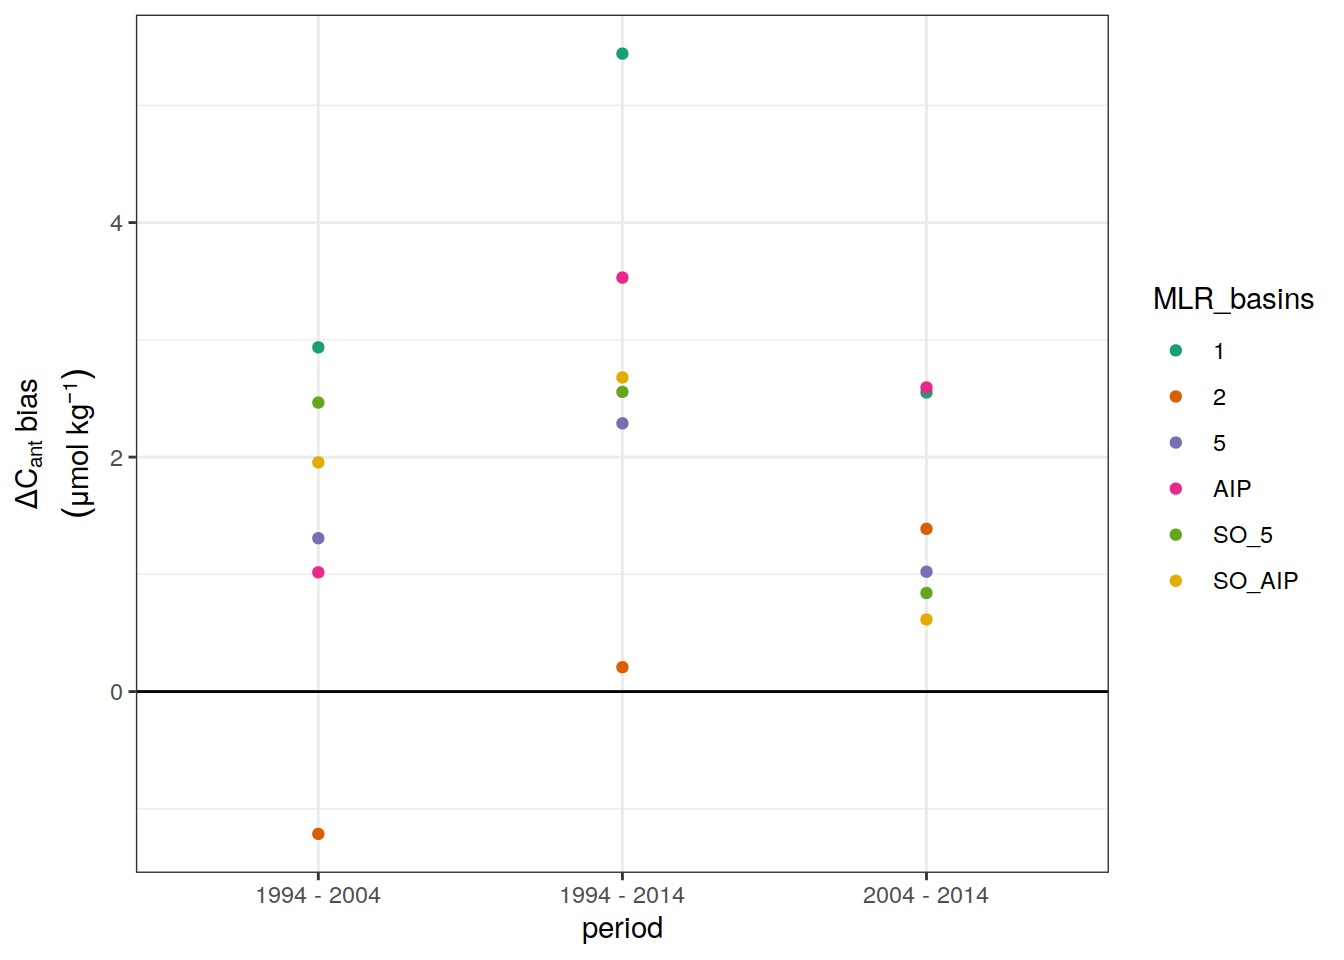 ΔCant bias
(μmol kg⁻¹)
4
2
0
1994 - 2004
1994 - 2014
2004 - 2014
period
MLR_basins
1
2
5
AIP
SO_5
SO_AIP